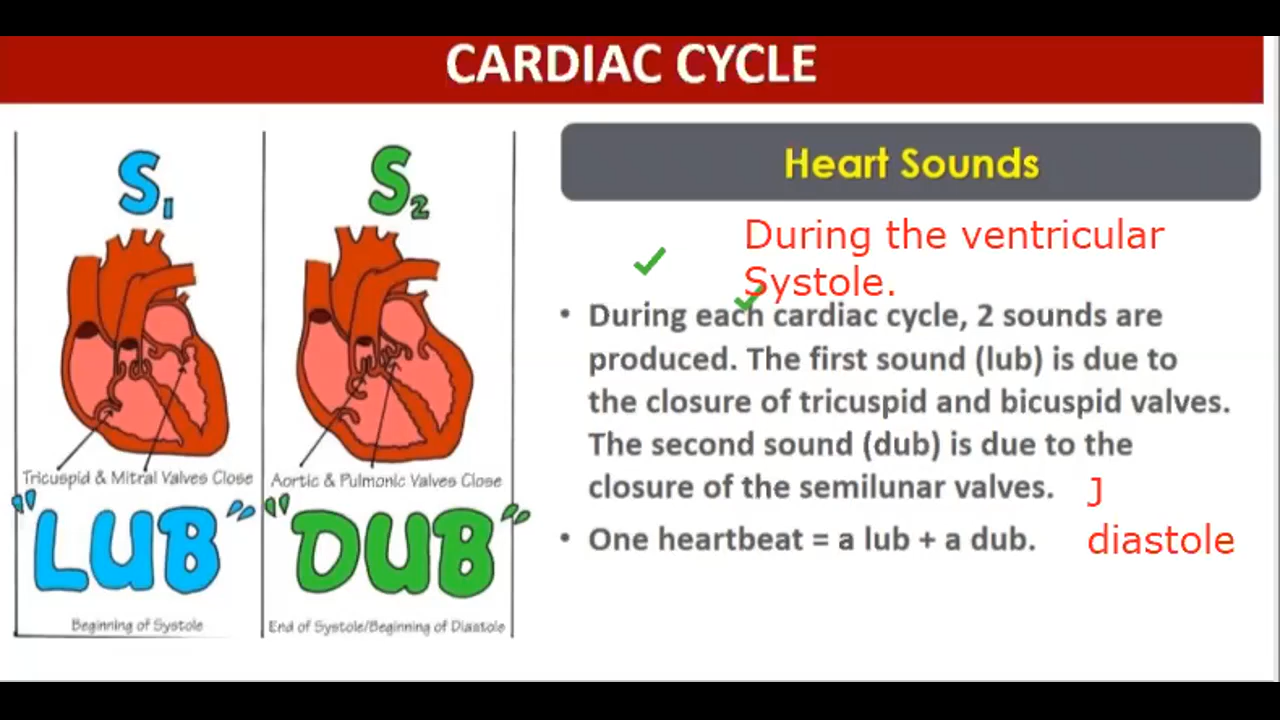 CARDIAC CYCLE
S1
S2
Tricuspid & Mitral Valves Close
Aortic & Pulmonic Valves Close
"LUB"
"DUB"
Beginning of Systole
End of Systole/Beginning of Diastole
Heart Sounds
During the ventricular
Systole.
• During each cardiac cycle, 2 sounds are
produced. The first sound (lub) is due to
the closure of tricuspid and bicuspid valves.
The second sound (dub) is due to the
closure of the semilunar valves. J
• One heartbeat = a lub + a dub. diastole